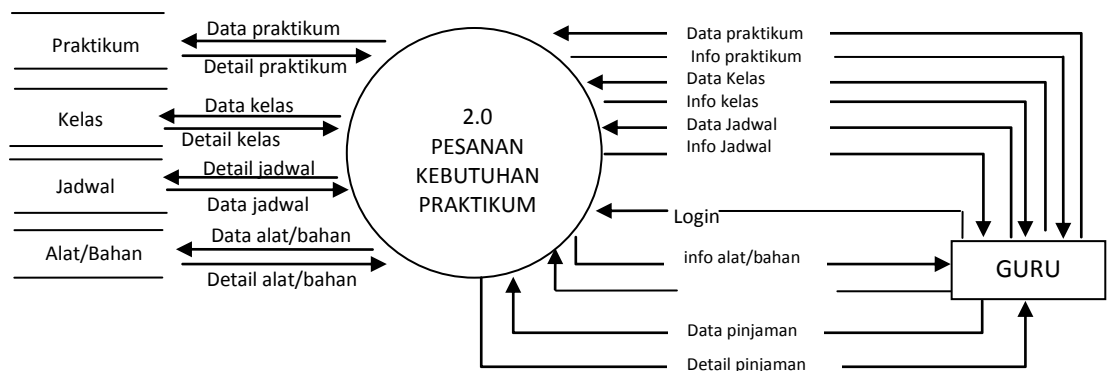 Praktikum
Data praktikum
Detail praktikum
Kelas
Data kelas
Detail kelas
Jadwal
Detail jadwal
Data jadwal
Alat/Bahan
Data alat/bahan
Detail alat/bahan
2.0
PESANAN
KEBUTUHAN
PRAKTIKUM
Data praktikum
Info praktikum
Data Kelas
Info kelas
Data Jadwal
Info Jadwal
Login
info alat/bahan
Data pinjaman
Detail pinjaman
GURU